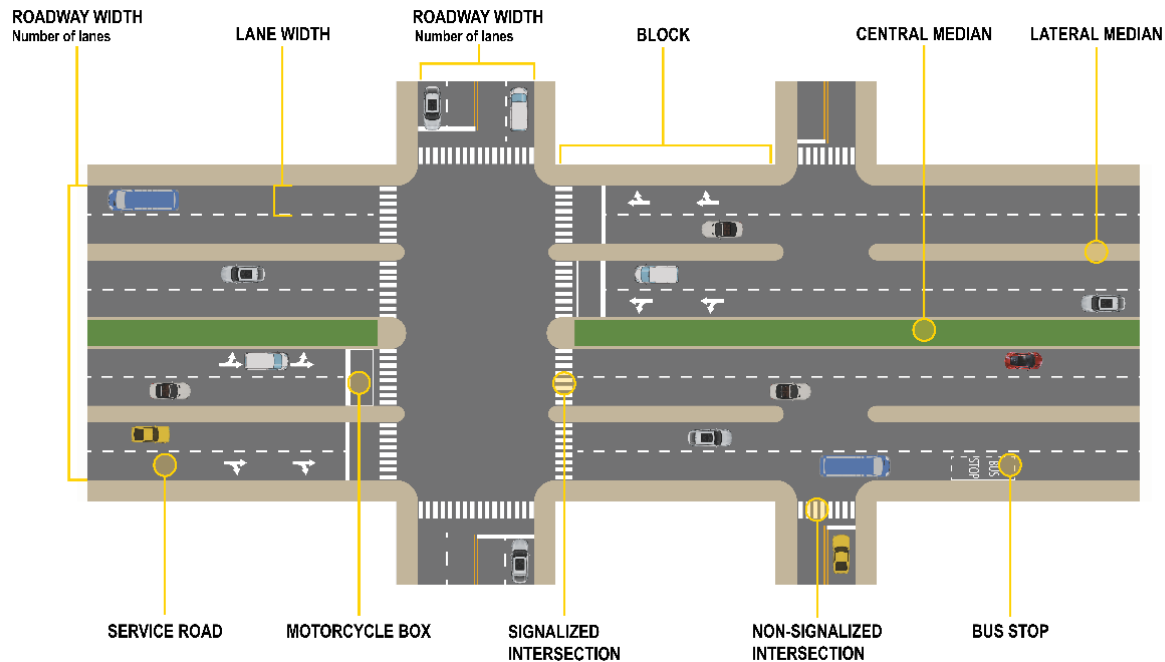 ROADWAY WIDTH
Number of lanes
LANE WIDTH
ROADWAY WIDTH
Number of lanes
BLOCK
CENTRAL MEDIAN
LATERAL MEDIAN
BUS
STOP
SERVICE ROAD
MOTORCYCLE BOX
SIGNALIZED
INTERSECTION
NON-SIGNALIZED
INTERSECTION
BUS STOP